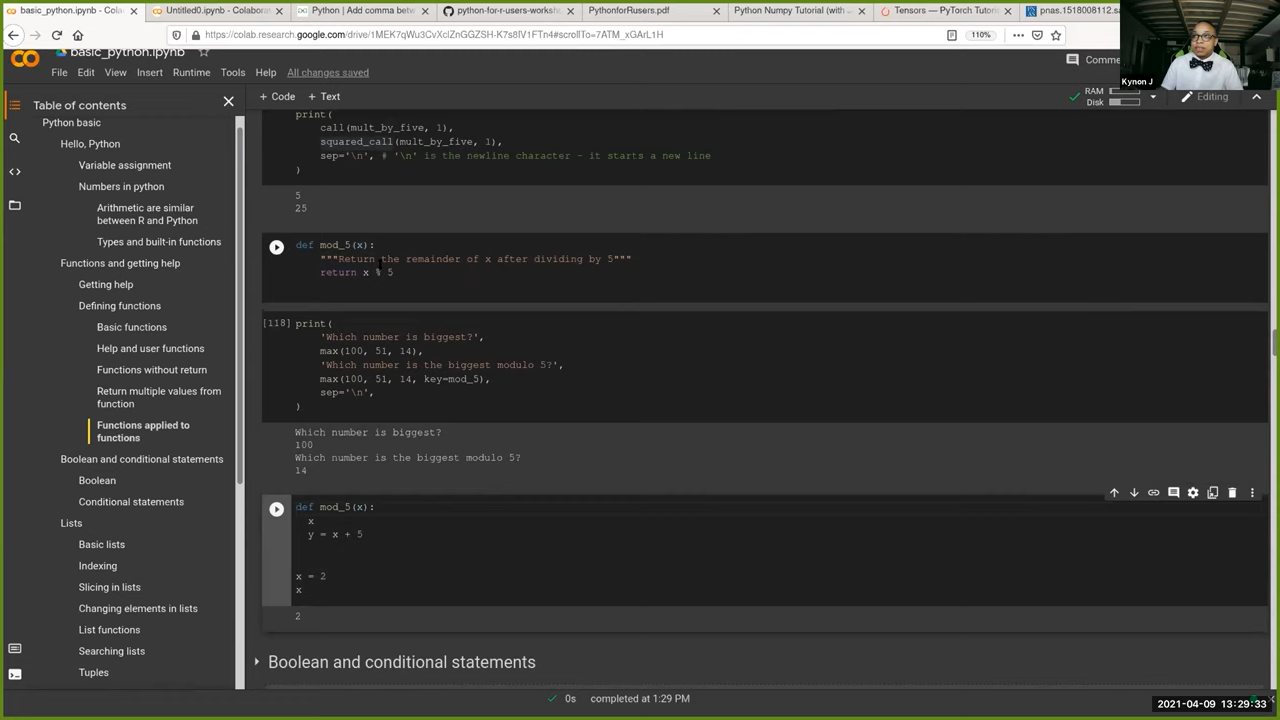 basic_python.ipynb - Cola
Untitled0.ipynb - Colaborat
Python | Add comma betwe
python-for-r-users-worksho
PythonforRusers.pdf
Python Numpy Tutorial (with
Tensors — PyTorch Tutori
pnas.1518008112.sa
https://colab.research.google.com/drive/1MEK7qWu3CvXclZnGGZSH-K7s8IV1FTn4#scrollTo=7ATM_xGArL1H
110%
basic_python.ipynb
File Edit View Insert Runtime Tools Help All changes saved
Comme
Kynon J
Table of contents
+ Code + Text
RAM
Disk
Editing
Python basic
Hello, Python
Variable assignment
Numbers in python
Arithmetic are similar
between R and Python
Types and built-in functions
Functions and getting help
Getting help
Defining functions
Basic functions
Help and user functions
Functions without return
Return multiple values from
function
Functions applied to
functions
Boolean and conditional statements
Boolean
Conditional statements
Lists
Basic lists
Indexing
Slicing in lists
Changing elements in lists
List functions
Searching lists
Tuples
print(
call(mult_by_five, 1),
squared_call(mult_by_five, 1),
sep='\n', # '\n' is the newline character - it starts a new line
)
5
25
def mod_5(x):
"""Return the remainder of x after dividing by 5"""
return x % 5
[118] print(
'Which number is biggest?',
max(100, 51, 14),
'Which number is the biggest modulo 5?',
max(100, 51, 14, key=mod_5),
sep='\n',
)
Which number is biggest?
100
Which number is the biggest modulo 5?
14
def mod_5(x):
x
y = x + 5
x = 2
x
2
Boolean and conditional statements
0s completed at 1:29 PM
2021-04-09 13:29:33